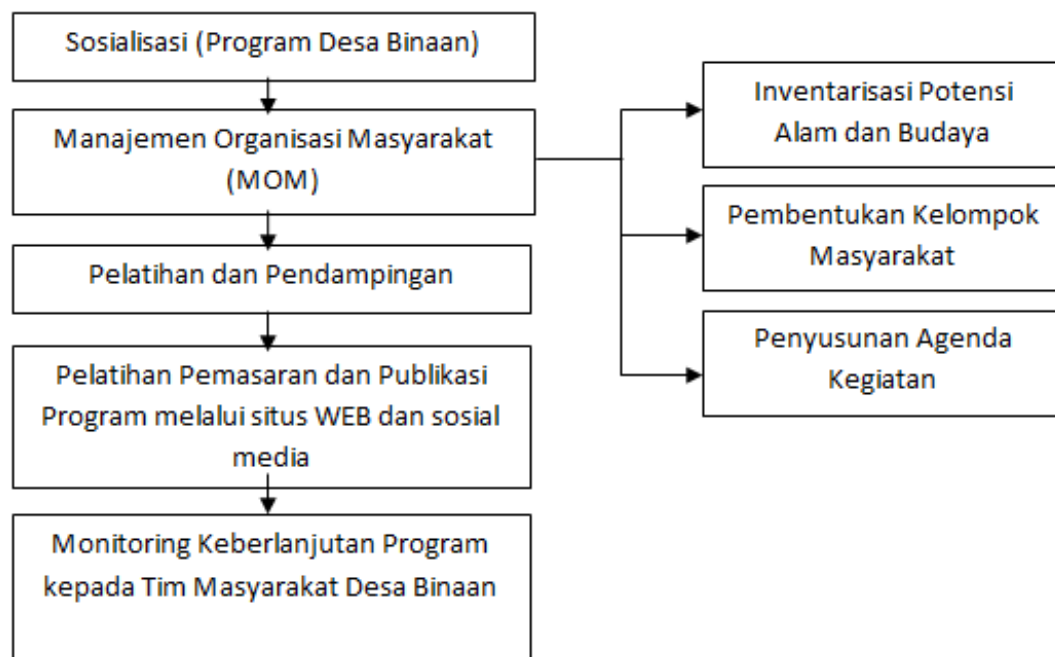 Sosialisasi (Program Desa Binaan)
Manajemen Organisasi Masyarakat
(MOM)
Pelatihan dan Pendampingan
Pelatihan Pemasaran dan Publikasi
Program melalui situs WEB dan sosial
media
Monitoring Keberlanjutan Program
kepada Tim Masyarakat Desa Binaan
Inventarisasi Potensi
Alam dan Budaya
Pembentukan Kelompok
Masyarakat
Penyusunan Agenda
Kegiatan